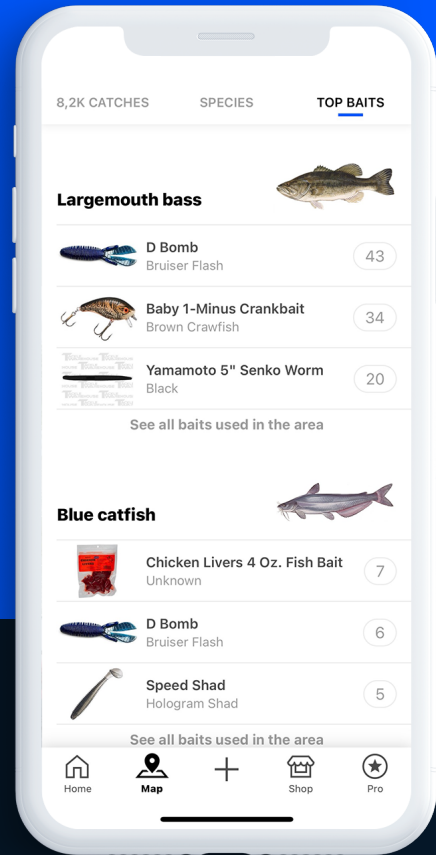 8,2K CATCHES SPECIES TOP BAITS
Largemouth bass
D Bomb
Bruiser Flash
43
Baby 1-Minus Crankbait
Brown Crawfish
34
Yamamoto 5" Senko Worm
Black
20
See all baits used in the area
Blue catfish
Chicken Livers 4 Oz. Fish Bait
Unknown
7
D Bomb
Bruiser Flash
6
Speed Shad
Hologram Shad
5
See all baits used in the area
Home Map Shop Pro